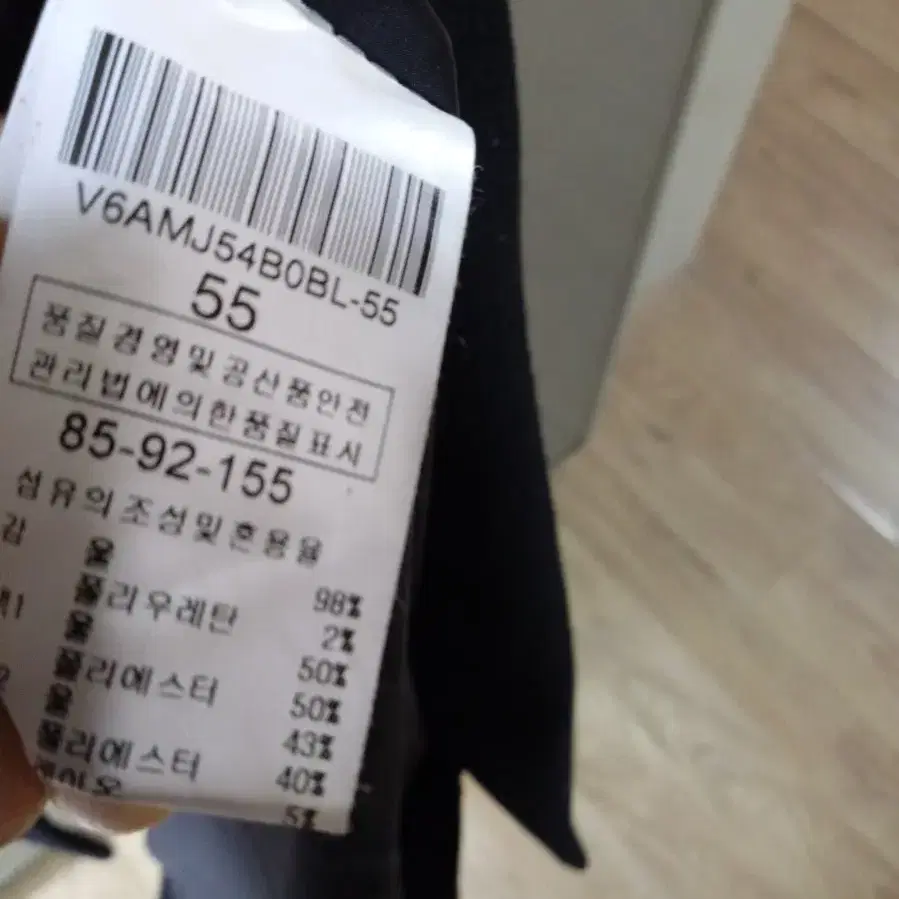 V6AMJ54B0BL-55
55
품질경영및공산품안전
관리법에의한품질표시
85-92-155
섬유의조성및혼용율
감 울 98%
폴리우레탄 2%
울 50%
폴리에스터 50%
울 43%
폴리에스터 40%
5%